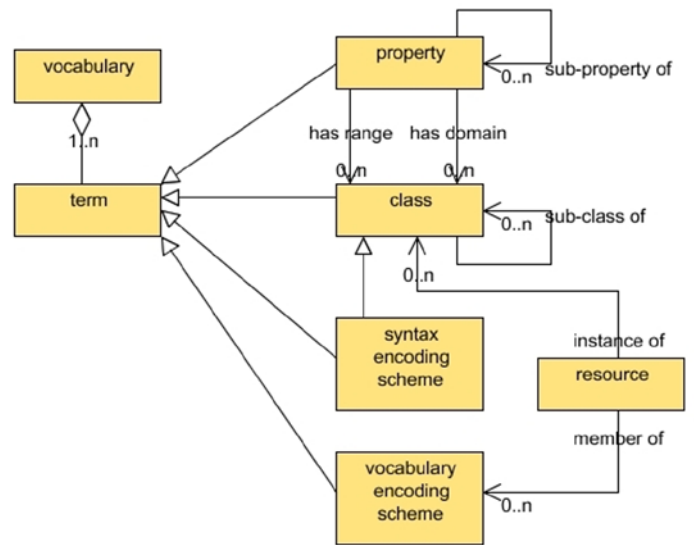 vocabulary
property
0..n
sub-property of
1..n
has range
has domain
0..n
0..n
term
class
0..n
sub-class of
0..n
syntax
encoding
scheme
instance of
resource
member of
vocabulary
encoding
scheme
0..n